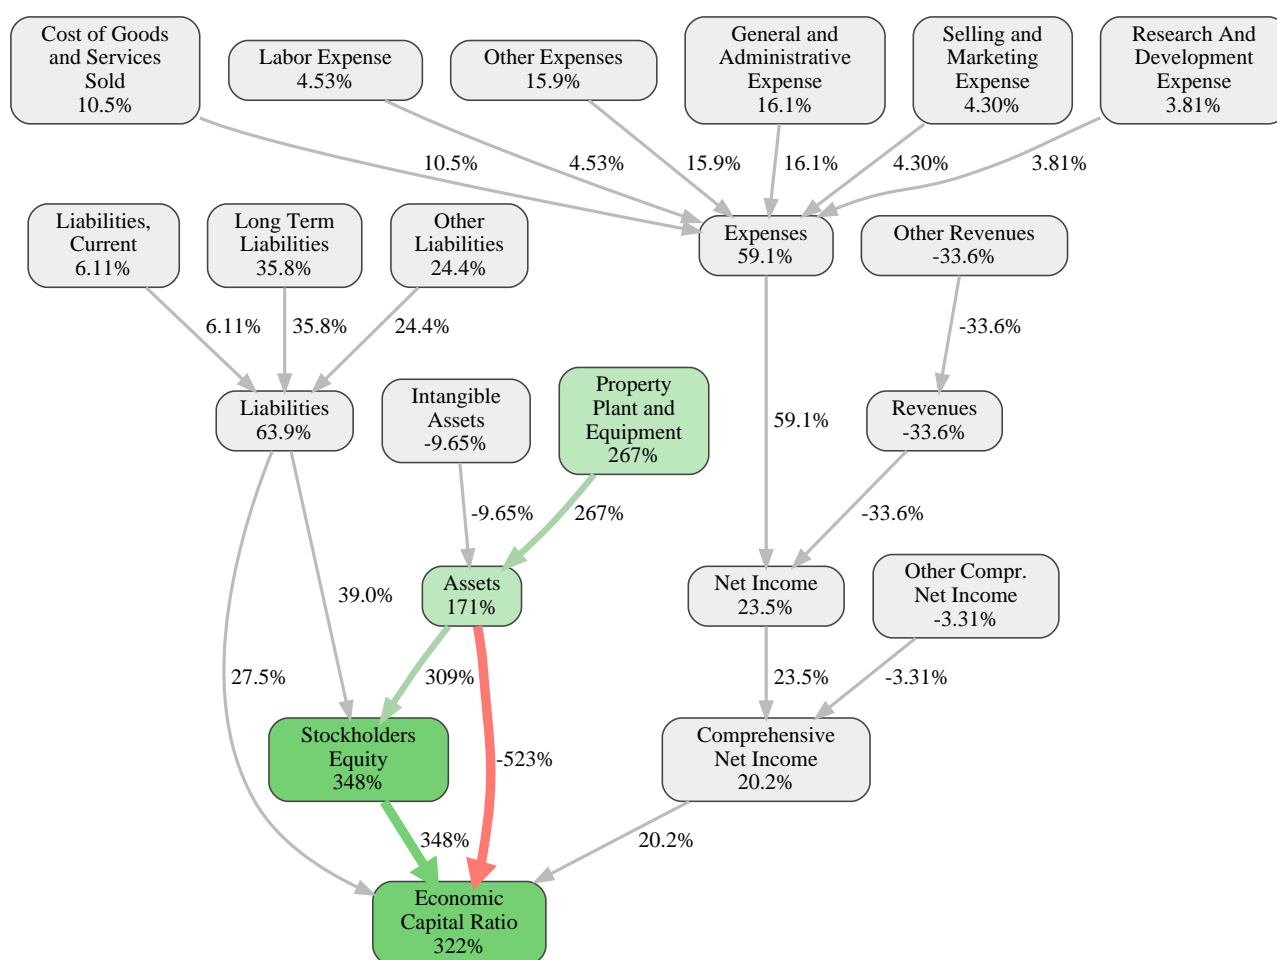 Cost of Goods
and Services
Sold
10.5%
Labor Expense
4.53%
Other Expenses
15.9%
General and
Administrative
Expense
16.1%
Selling and
Marketing
Expense
4.30%
Research And
Development
Expense
3.81%
10.5%
4.53%
15.9%
16.1%
4.30%
3.81%
Liabilities,
Current
6.11%
Long Term
Liabilities
35.8%
Other
Liabilities
24.4%
Expenses
59.1%
Other Revenues
-33.6%
6.11%
35.8%
24.4%
-33.6%
Liabilities
63.9%
Intangible
Assets
-9.65%
Property
Plant and
Equipment
267%
59.1%
Revenues
-33.6%
-9.65%
267%
-33.6%
39.0%
Assets
171%
Net Income
23.5%
Other Compr.
Net Income
-3.31%
27.5%
309%
23.5%
-3.31%
Stockholders
Equity
348%
-523%
Comprehensive
Net Income
20.2%
348%
20.2%
Economic
Capital Ratio
322%